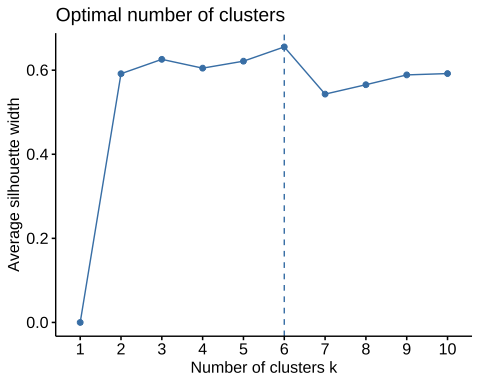 Optimal number of clusters
Average silhouette width
0.6
0.4
0.2
0.0
1 2 3 4 5 6 7 8 9 10
Number of clusters k